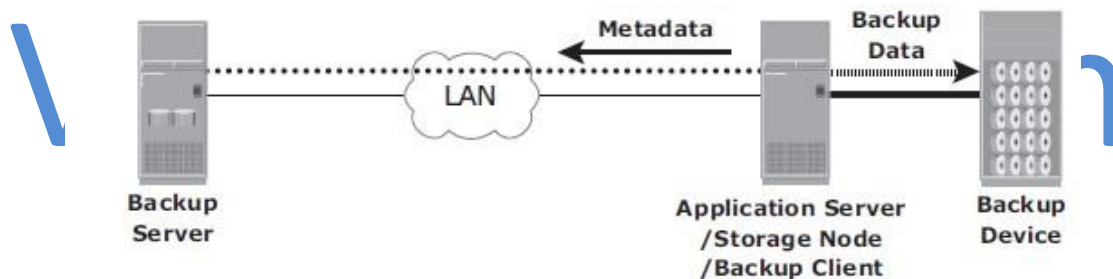 Metadata
Backup
Data
LAN
Backup
Server
Application Server
/Storage Node
/Backup Client
Backup
Device